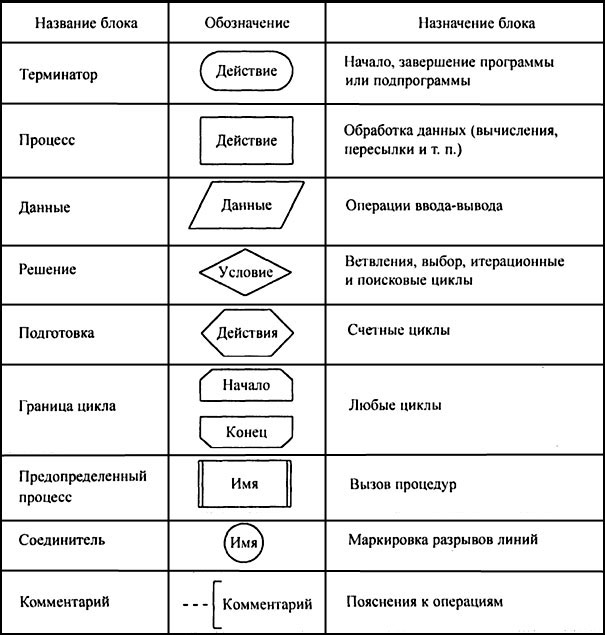 Название блока
Обозначение
Назначение блока
Терминатор
Действие
Начало, завершение программы
или подпрограммы
Процесс
Действие
Обработка данных (вычисления,
пересылки и т. п.)
Данные
Данные
Операции ввода-вывода
Решение
Условие
Ветвления, выбор, итерационные
и поисковые циклы
Подготовка
Действия
Счетные циклы
Граница цикла
Начало
Конец
Любые циклы
Предопределенный
процесс
Имя
Вызов процедур
Соединитель
Имя
Маркировка разрывов линий
Комментарий
Комментарий
Пояснения к операциям